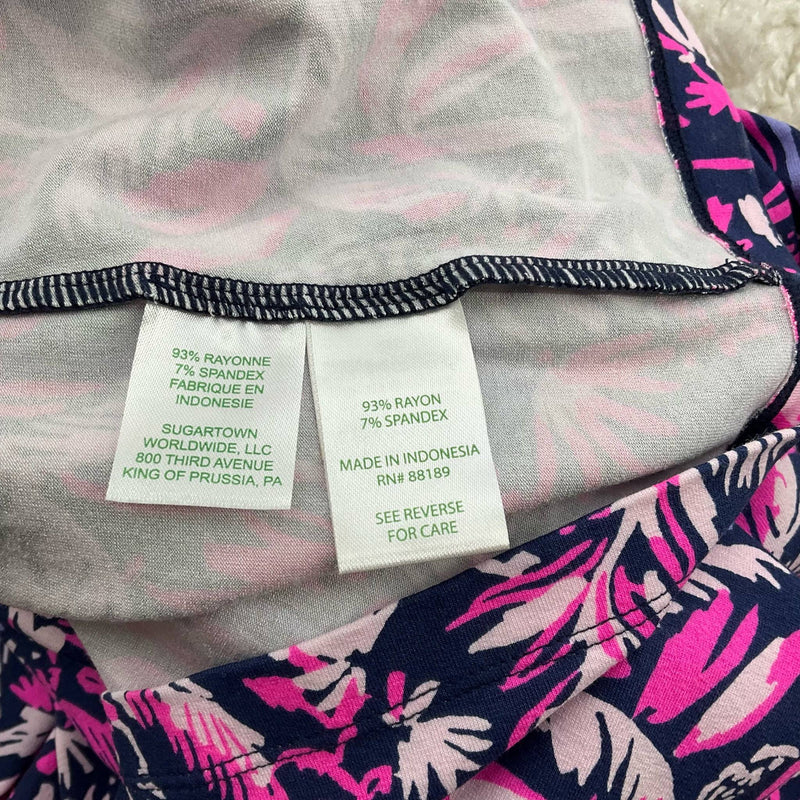 93% RAYONNE
7% SPANDEX
FABRIQUE EN
INDONESIE
SUGARTOWN
WORLDWIDE, LLC
800 THIRD AVENUE
KING OF PRUSSIA, PA
93% RAYON
7% SPANDEX
MADE IN INDONESIA
RN# 88189
SEE REVERSE
FOR CARE